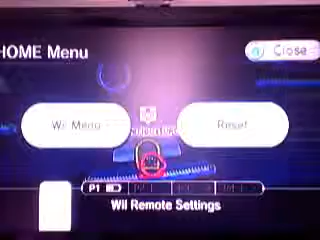 HOME Menu
Close
Wii Menu
Reset
P1
Wii Remote Settings